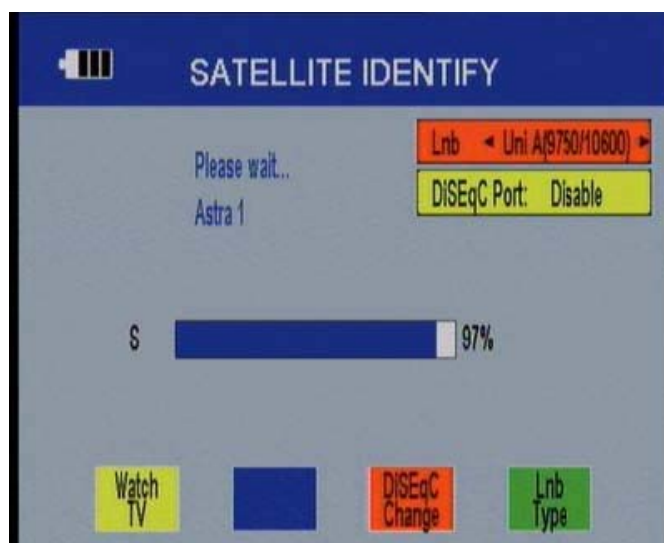 SATELLITE IDENTIFY
Lnb ◄ Uni A(9750/10600) ►
Please wait...
DiSEqC Port: Disable
Astra 1
S 97%
Watch TV
DiSEqC Change
Lnb Type